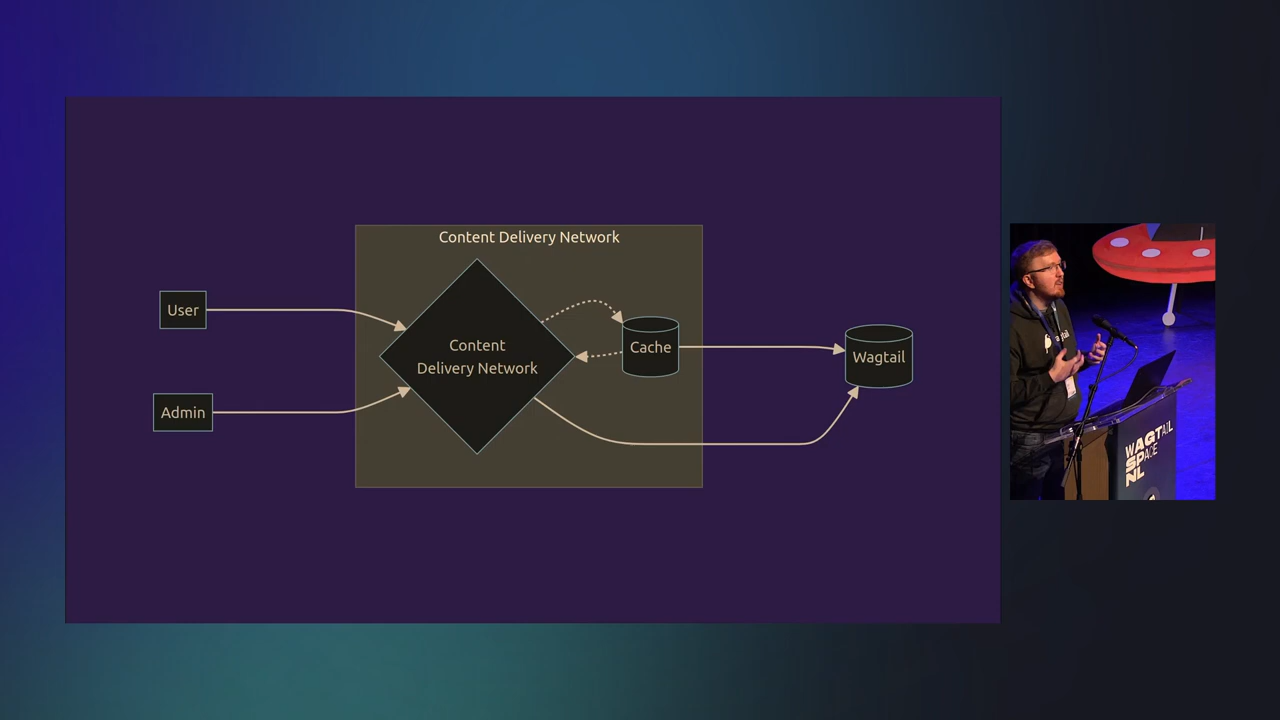 Content Delivery Network
User
Content
Delivery Network
Cache
Wagtail
Admin
WAGTAIL
SPACE
NL